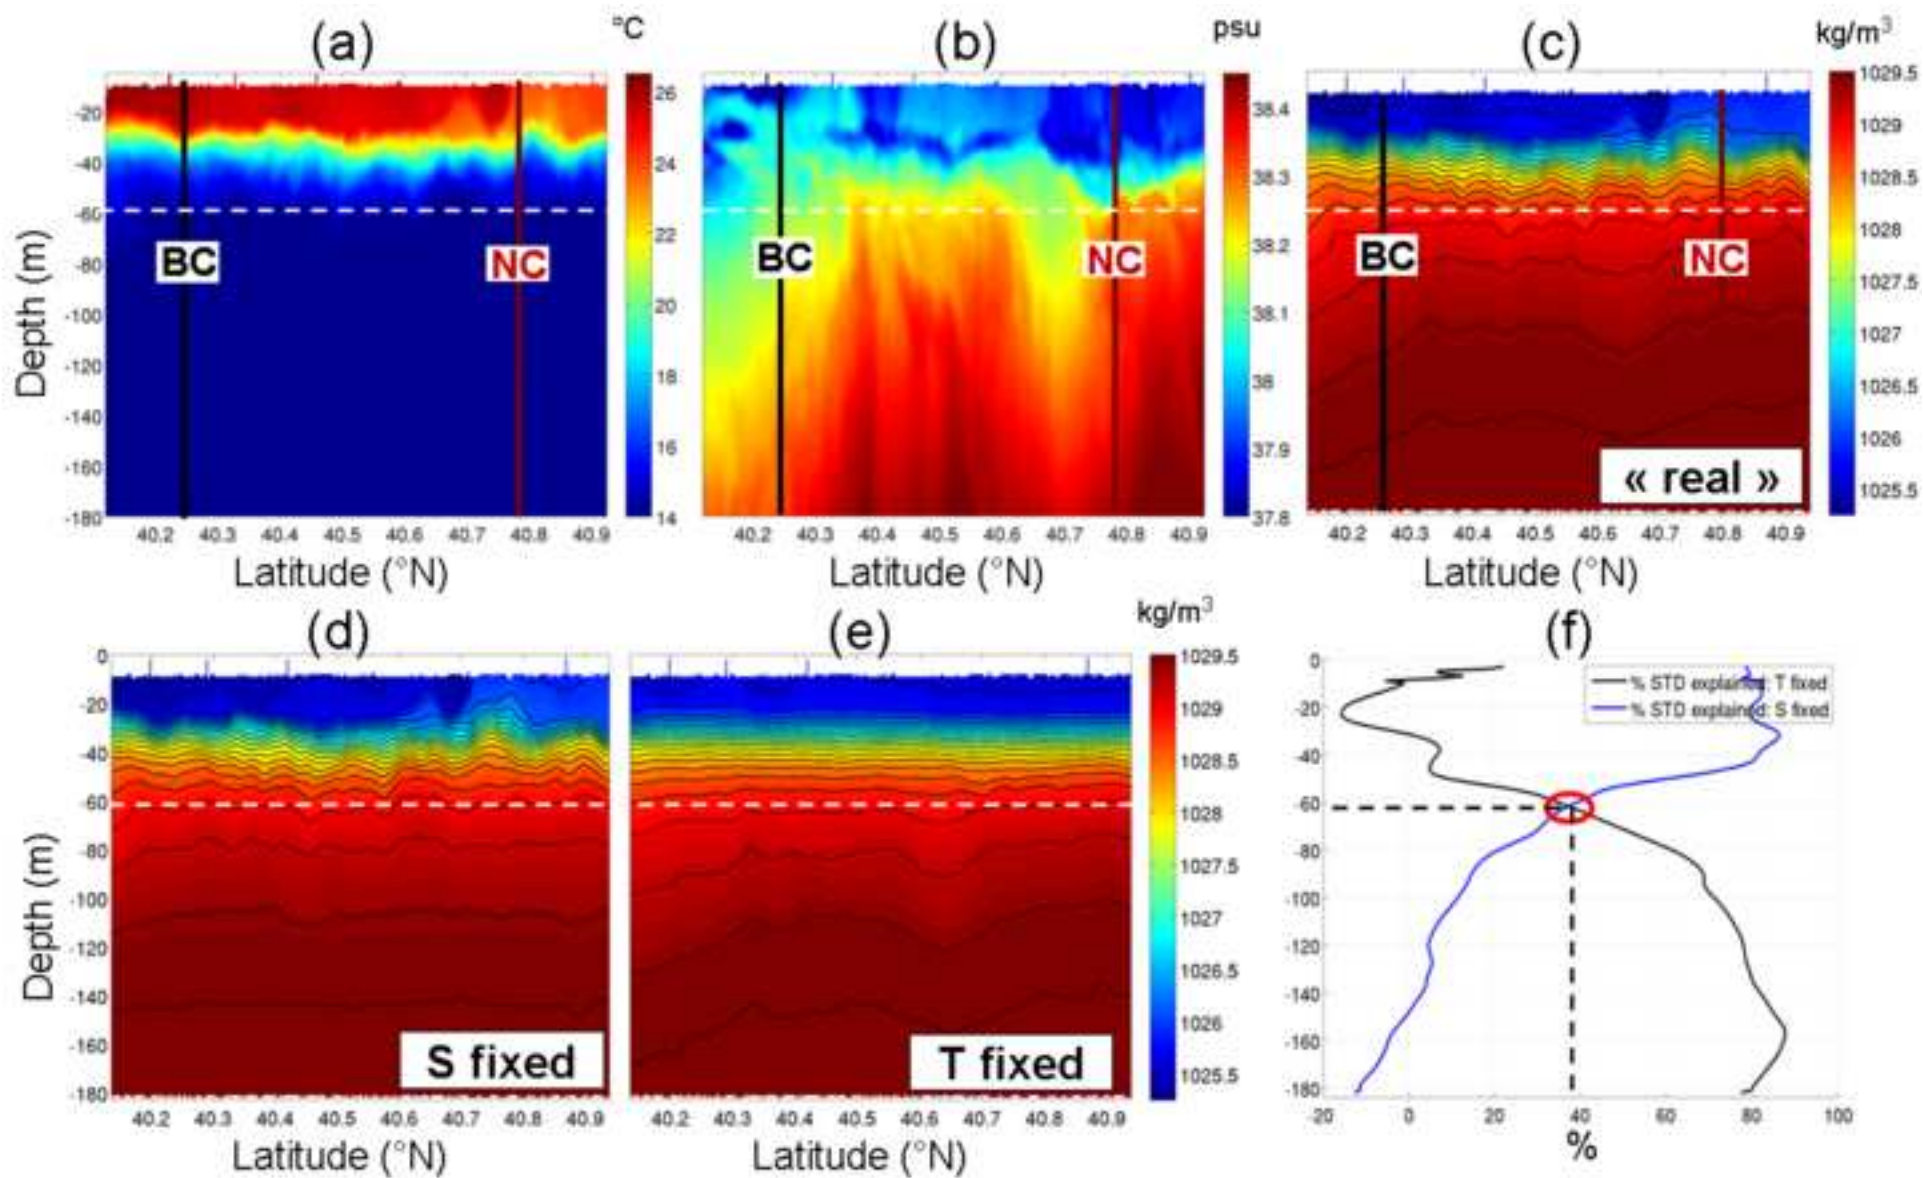 (a)
°C
-20
-40
-60
-80
-100
-120
-140
-160
-180
Depth (m)
BC
NC
40.2 40.3 40.4 40.5 40.6 40.7 40.8 40.9
Latitude (°N)
26
24
22
20
18
16
14
(b)
psu
BC
NC
40.2 40.3 40.4 40.5 40.6 40.7 40.8 40.9
Latitude (°N)
38.4
38.3
38.2
38.1
38
37.9
37.8
(c)
kg/m³
BC
NC
« real »
40.2 40.3 40.4 40.5 40.6 40.7 40.8 40.9
Latitude (°N)
1029.5
1029
1028.5
1028
1027.5
1027
1026.5
1026
1025.5
(d)
0
-20
-40
-60
-80
-100
-120
-140
-160
-180
Depth (m)
S fixed
40.2 40.3 40.4 40.5 40.6 40.7 40.8 40.9
Latitude (°N)
(e)
kg/m³
T fixed
40.2 40.3 40.4 40.5 40.6 40.7 40.8 40.9
Latitude (°N)
1029.5
1029
1028.5
1028
1027.5
1027
1026.5
1026
1025.5
(f)
% STD explained: T fixed
% STD explained: S fixed
0
-20
-40
-60
-80
-100
-120
-140
-160
-180
-20 0 20 40 60 80 100
%